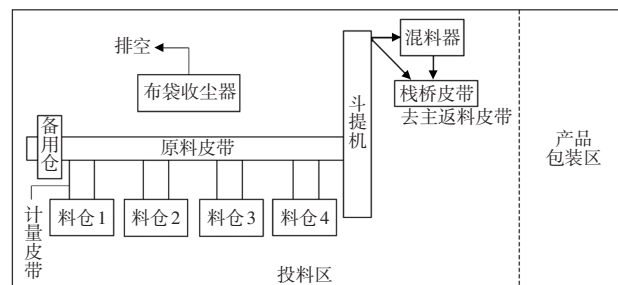 排空
混料器
布袋收尘器
栈桥皮带
去主返料皮带
斗提机
备用仓
原料皮带
产品
包装区
计量皮带
料仓1
料仓2
料仓3
料仓4
投料区